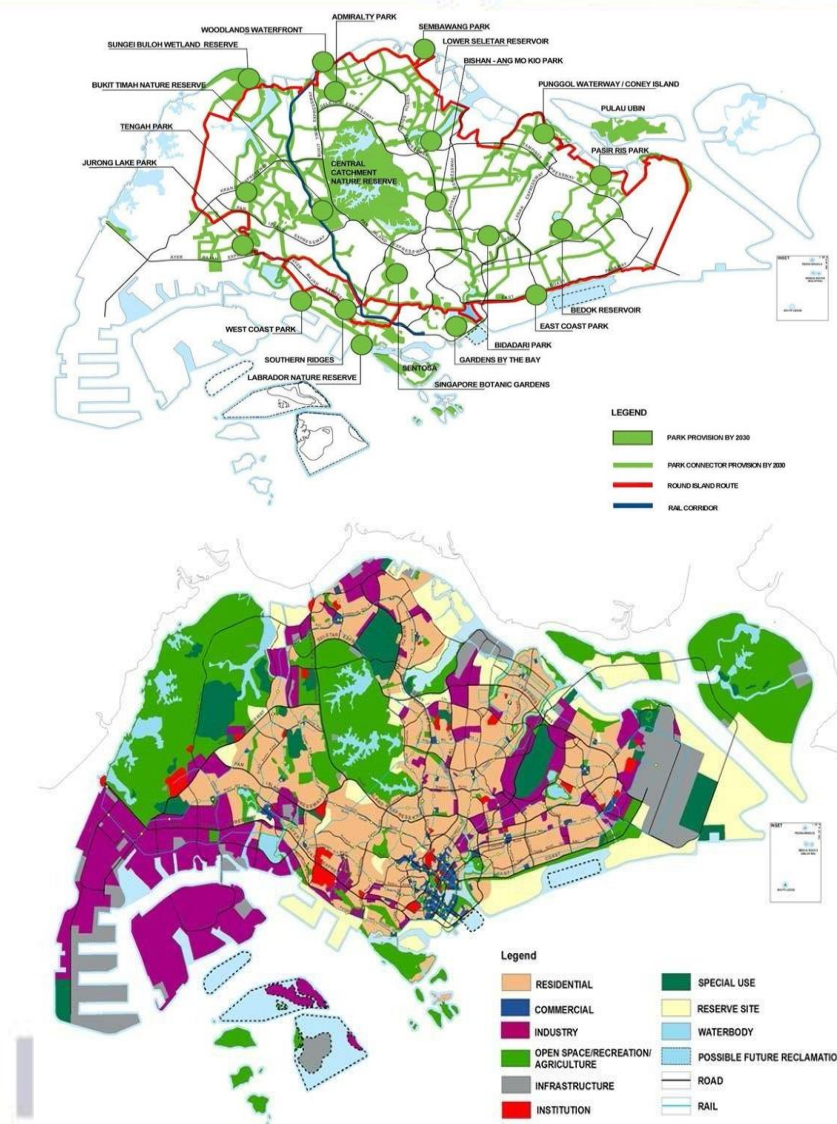 ADMIRALTY PARK
WOODLANDS WATERFRONT
SEMBAWANG PARK
SUNGEI BULOH WETLAND RESERVE
LOWER SELETAR RESERVOIR
BISHAN - ANG MO KIO PARK
BUKIT TIMAH NATURE RESERVE
PUNGGOL WATERWAY / CONEY ISLAND
PULAU UBIN
TENGAH PARK
PASIR RIS PARK
JURONG LAKE PARK
CENTRAL
CATCHMENT
NATURE RESERVE
INSET
WEST COAST PARK
BEDOK RESERVOIR
EAST COAST PARK
BIDADARI PARK
SOUTHERN RIDGES
GARDENS BY THE BAY
LABRADOR NATURE RESERVE
SENTOSA
SINGAPORE BOTANIC GARDENS
LEGEND
PARK PROVISION BY 2030
PARK CONNECTOR PROVISION BY 2030
ROUND ISLAND ROUTE
RAIL CORRIDOR
INSET
Legend
RESIDENTIAL
COMMERCIAL
INDUSTRY
OPEN SPACE/RECREATION/
AGRICULTURE
INFRASTRUCTURE
INSTITUTION
SPECIAL USE
RESERVE SITE
WATERBODY
POSSIBLE FUTURE RECLAMATIO
ROAD
RAIL